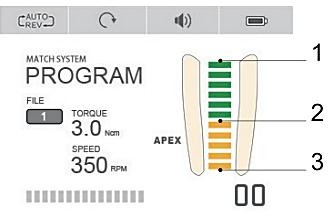 AUTO
REV
MATCH SYSTEM
PROGRAM
FILE
1
TORQUE
3.0 Ncm
SPEED
350 RPM
APEX
1
2
3
00